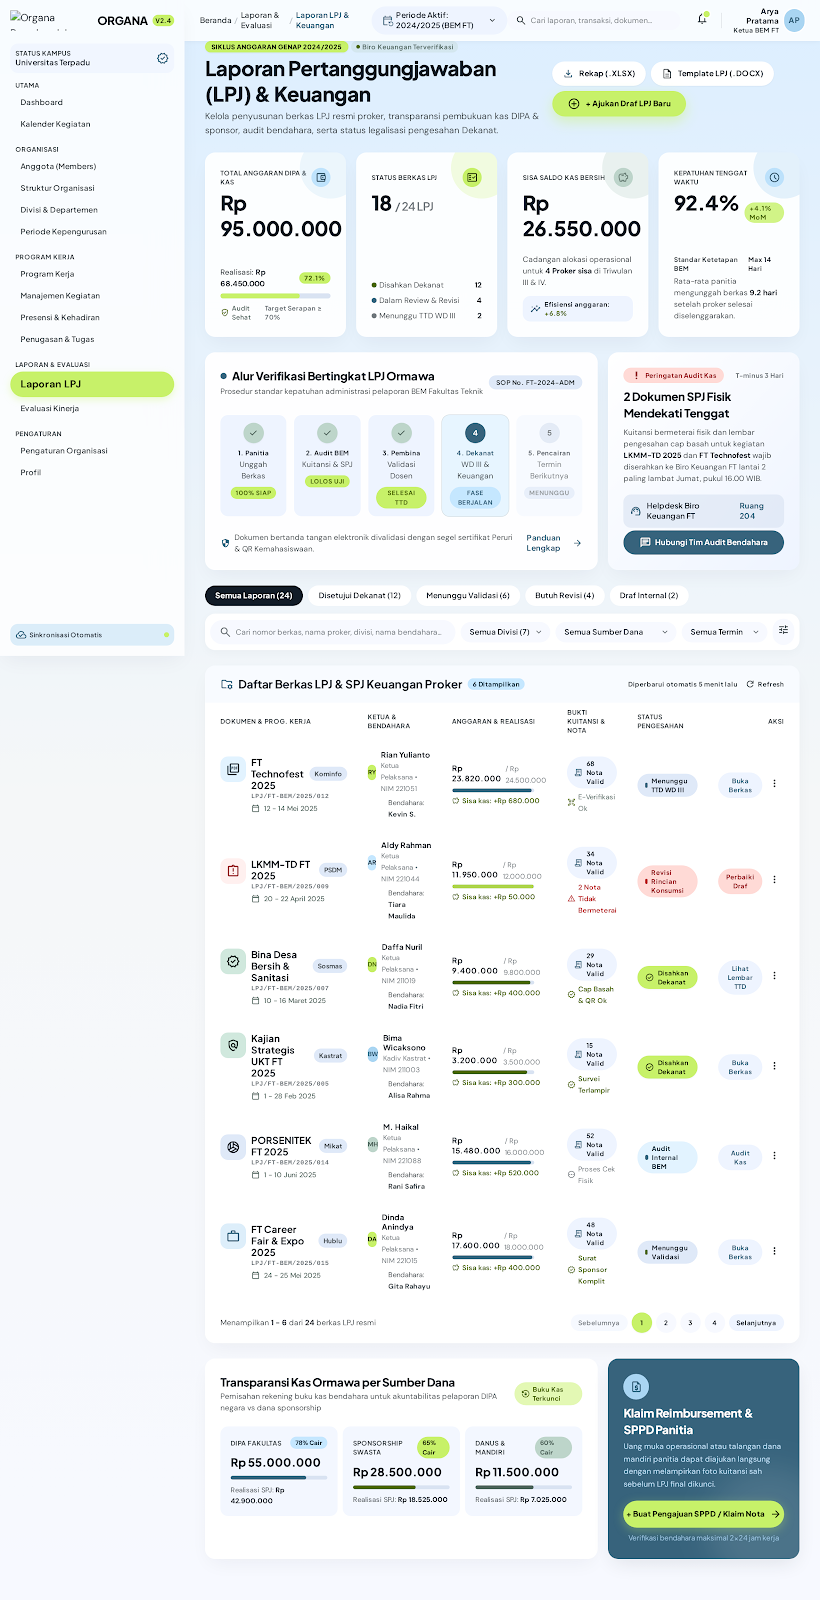 Organa
ORGANA V2.4
STATUS KAMPUS
Universitas Terpadu
UTAMA
Dashboard
Kalender Kegiatan
ORGANISASI
Anggota (Members)
Struktur Organisasi
Divisi & Departemen
Periode Kepengurusan
PROGRAM KERJA
Program Kerja
Manajemen Kegiatan
Presensi & Kehadiran
Penugasan & Tugas
LAPORAN & EVALUASI
Laporan LPJ
Evaluasi Kinerja
PENGATURAN
Pengaturan Organisasi
Profil
Sinkronisasi Otomatis
Beranda / Laporan & Evaluasi / Laporan LPJ & Keuangan
Periode Aktif: 2024/2025 (BEM FT)
Cari laporan, transaksi, dokumen...
Arya Pratama
Ketua BEM FT
AP
SIKLUS ANGGARAN GENAP 2024/2025
Biro Keuangan Terverifikasi
Laporan Pertanggungjawaban
(LPJ) & Keuangan
Kelola penyusunan berkas LPJ resmi proker, transparansi pembukuan kas DIPA &
sponsor, audit bendahara, serta status legalisasi pengesahan Dekanat.
Rekap (.XLSX)
Template LPJ (.DOCX)
+ Ajukan Draf LPJ Baru
TOTAL ANGGARAN DIPA &
KAS
Rp
95.000.000
Realisasi: Rp
68.450.000
72.1%
Audit Sehat
Target Serapan ≥ 70%
STATUS BERKAS LPJ
18 / 24 LPJ
Disahkan Dekanat 12
Dalam Review & Revisi 4
Menunggu TTD WD III 2
SISA SALDO KAS BERSIH
Rp
26.550.000
Cadangan alokasi operasional
untuk 4 Proker sisa di Triwulan
III & IV.
Efisiensi anggaran:
+6.8%
KEPATUHAN TENGGAT
WAKTU
92.4%
+4.1% MoM
Standar Ketetapan BEM
Max 14 Hari
Rata-rata panitia
mengunggah berkas 9.2 hari
setelah proker selesai
diselenggarakan.
Alur Verifikasi Bertingkat LPJ Ormawa
Prosedur standar kepatuhan administrasi pelaporan BEM Fakultas Teknik
SOP No. FT-2024-ADM
1. Panitia
Unggah
Berkas
100% SIAP
2. Audit BEM
Kuitansi & SPJ
LOLOS UJI
3. Pembina
Validasi
Dosen
SELESAI
TTD
4
4. Dekanat
WD III &
Keuangan
FASE
BERJALAN
5
5. Pencairan
Termin
Berikutnya
MENUNGGU
Dokumen bertanda tangan elektronik divalidasi dengan segel sertifikat Peruri
& QR Kemahasiswaan.
Panduan
Lengkap
Peringatan Audit Kas
T-minus 3 Hari
2 Dokumen SPJ Fisik
Mendekati Tenggat
Kuitansi bermeterai fisik dan lembar
pengesahan cap basah untuk kegiatan
LKMM-TD 2025 dan FT Technofest wajib
diserahkan ke Biro Keuangan FT lantai 2
paling lambat Jumat, pukul 16.00 WIB.
Helpdesk Biro
Keuangan FT
Ruang
204
Hubungi Tim Audit Bendahara
Semua Laporan (24)
Disetujui Dekanat (12)
Menunggu Validasi (6)
Butuh Revisi (4)
Draf Internal (2)
Cari nomor berkas, nama proker, divisi, nama bendahara...
Semua Divisi (7)
Semua Sumber Dana
Semua Termin
Daftar Berkas LPJ & SPJ Keuangan Proker
6 Ditampilkan
Diperbarui otomatis 5 menit lalu
Refresh
DOKUMEN & PROG. KERJA
KETUA & BENDAHARA
ANGGARAN & REALISASI
BUKTI KUITANSI & NOTA
STATUS PENGESAHAN
AKSI
FT Technofest 2025
Kominfo
LPJ/FT-BEM/2025/012
12 - 14 Mei 2025
RY
Rian Yulianto
Ketua Pelaksana • NIM 221051
Bendahara: Kevin S.
Rp 23.820.000 / Rp 24.500.000
Sisa kas: +Rp 680.000
68 Nota Valid
E-Verifikasi Ok
Menunggu TTD WD III
Buka Berkas
LKMM-TD FT 2025
PSDM
LPJ/FT-BEM/2025/009
20 - 22 April 2025
AR
Aldy Rahman
Ketua Pelaksana • NIM 221044
Bendahara: Tiara Maulida
Rp 11.950.000 / Rp 12.000.000
Sisa kas: +Rp 50.000
34 Nota Valid
2 Nota Tidak Bermeterai
Revisi Rincian Konsumsi
Perbaiki Draf
Bina Desa Bersih & Sanitasi
Sosmas
LPJ/FT-BEM/2025/007
10 - 16 Maret 2025
DN
Daffa Nuril
Ketua Pelaksana • NIM 211019
Bendahara: Nadia Fitri
Rp 9.400.000 / Rp 9.800.000
Sisa kas: +Rp 400.000
29 Nota Valid
Cap Basah & QR Ok
Disahkan Dekanat
Lihat Lembar TTD
Kajian Strategis UKT FT 2025
Kastrat
LPJ/FT-BEM/2025/005
1 - 28 Feb 2025
BW
Bima Wicaksono
Kadiv Kastrat • NIM 211003
Bendahara: Alisa Rahma
Rp 3.200.000 / Rp 3.500.000
Sisa kas: +Rp 300.000
15 Nota Valid
Survei Terlampir
Disahkan Dekanat
Buka Berkas
PORSENITEK FT 2025
Mikat
LPJ/FT-BEM/2025/014
1 - 10 Juni 2025
MH
M. Haikal
Ketua Pelaksana • NIM 221088
Bendahara: Rani Safira
Rp 15.480.000 / Rp 16.000.000
Sisa kas: +Rp 520.000
52 Nota Valid
Proses Cek Fisik
Audit Internal BEM
Audit Kas
FT Career Fair & Expo 2025
Hublu
LPJ/FT-BEM/2025/015
24 - 25 Mei 2025
DA
Dinda Anindya
Ketua Pelaksana • NIM 221015
Bendahara: Gita Rahayu
Rp 17.600.000 / Rp 18.000.000
Sisa kas: +Rp 400.000
48 Nota Valid
Surat Sponsor Komplit
Menunggu Validasi
Buka Berkas
Menampilkan 1 - 6 dari 24 berkas LPJ resmi
Sebelumnya 1 2 3 4 Selanjutnya
Transparansi Kas Ormawa per Sumber Dana
Pemisahan rekening buku kas bendahara untuk akuntabilitas pelaporan DIPA
negara vs dana sponsorship
Buku Kas
Terkunci
DIPA FAKULTAS
78% Cair
Rp 55.000.000
Realisasi SPJ: Rp
42.900.000
SPONSORSHIP
SWASTA
65%
Cair
Rp 28.500.000
Realisasi SPJ: Rp 18.525.000
DANUS &
MANDIRI
60%
Cair
Rp 11.500.000
Realisasi SPJ: Rp 7.025.000
Klaim Reimbursement &
SPPD Panitia
Uang muka operasional atau talangan dana
mandiri panitia dapat diajukan langsung
dengan melampirkan foto kuitansi sah
sebelum LPJ final dikunci.
+ Buat Pengajuan SPPD / Klaim Nota
Verifikasi bendahara maksimal 2×24 jam kerja